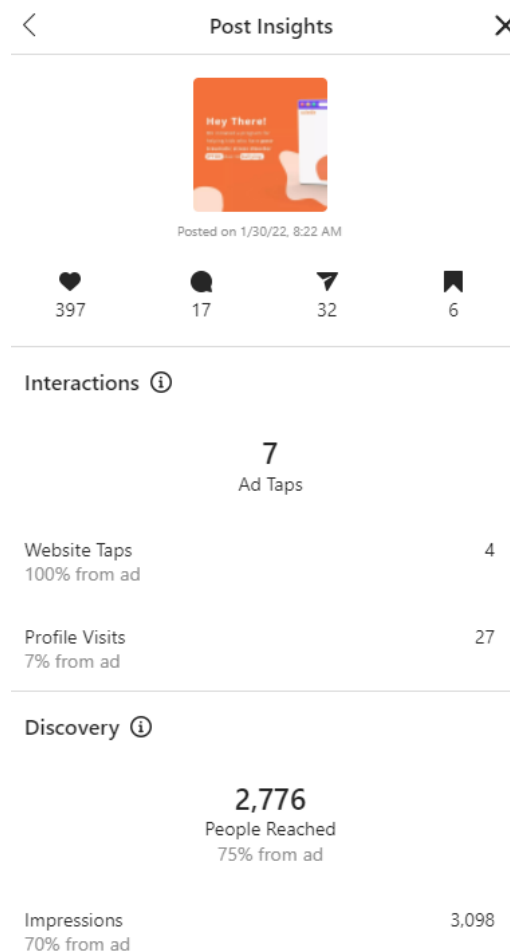 Post Insights
Hey There!
Posted on 1/30/22, 8:22 AM
397 17 32 6
Interactions
7
Ad Taps
Website Taps 4
100% from ad
Profile Visits 27
7% from ad
Discovery
2,776
People Reached
75% from ad
Impressions 3,098
70% from ad